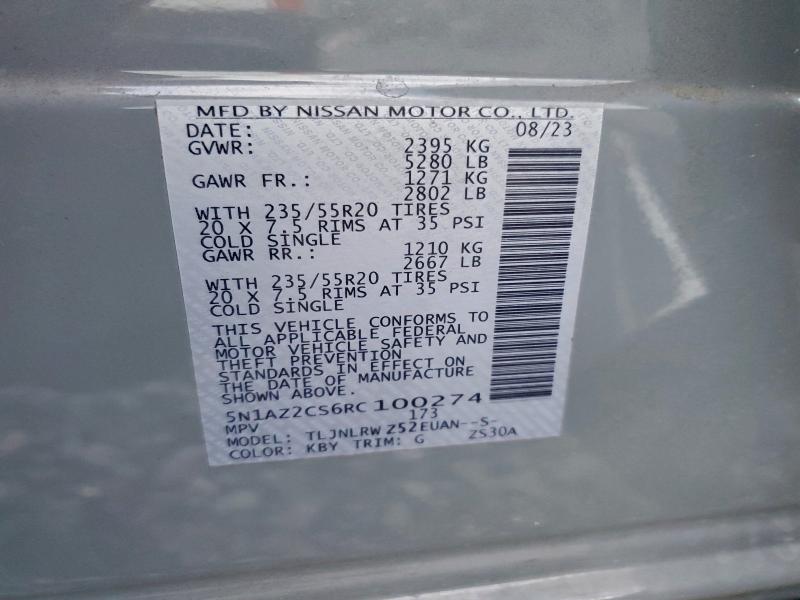 MFD BY NISSAN MOTOR CO., LTD.
DATE: 08/23
GVWR: 2395 KG
5280 LB
GAWR FR.: 1271 KG
2802 LB
WITH 235/55R20 TIRES
20 X 7.5 RIMS AT 35 PSI
COLD SINGLE
GAWR RR.: 1210 KG
2667 LB
WITH 235/55R20 TIRES
20 X 7.5 RIMS AT 35 PSI
COLD SINGLE
THIS VEHICLE CONFORMS TO
ALL APPLICABLE FEDERAL
MOTOR VEHICLE SAFETY AND
THEFT PREVENTION
STANDARDS IN EFFECT ON
THE DATE OF MANUFACTURE
SHOWN ABOVE.
5N1AZ2CS6RC100274
MPV 173
MODEL: TLJNLRW Z52EUAN--S-
COLOR: KBY TRIM: G ZS30A